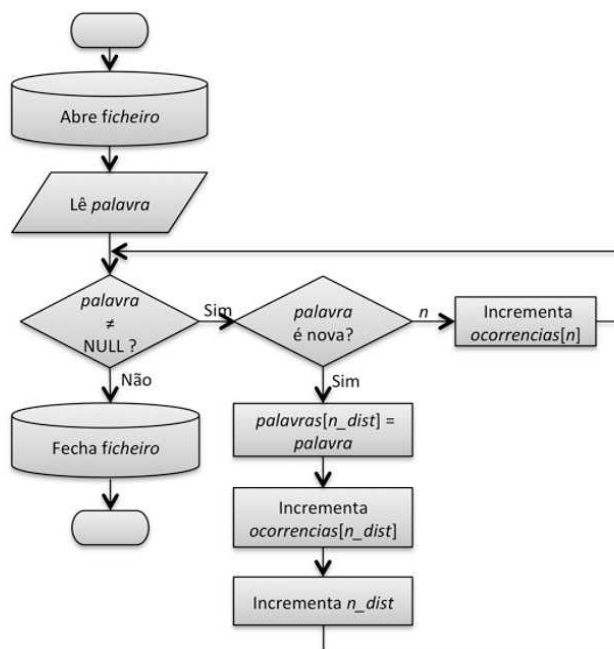 Abre ficheiro
Lê palavra
palavra
≠
NULL ?
Sim
palavra
é nova?
n
Incrementa
ocorrencias[n]
Não
Sim
Fecha ficheiro
palavras[n_dist] =
palavra
Incrementa
ocorrencias[n_dist]
Incrementa n_dist